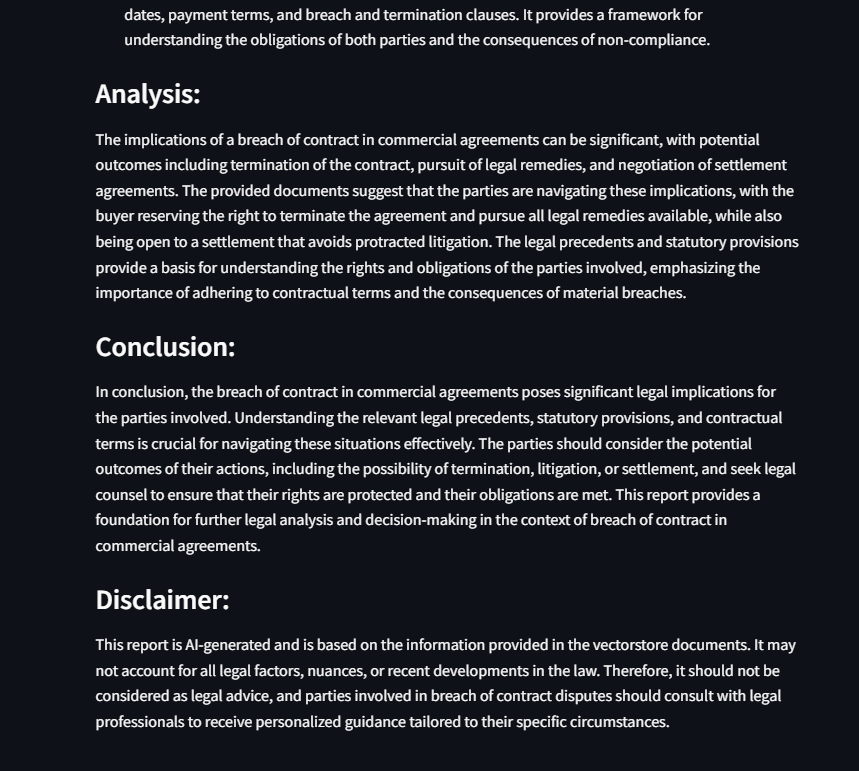 dates, payment terms, and breach and termination clauses. It provides a framework for
understanding the obligations of both parties and the consequences of non-compliance.
Analysis:
The implications of a breach of contract in commercial agreements can be significant, with potential
outcomes including termination of the contract, pursuit of legal remedies, and negotiation of settlement
agreements. The provided documents suggest that the parties are navigating these implications, with the
buyer reserving the right to terminate the agreement and pursue all legal remedies available, while also
being open to a settlement that avoids protracted litigation. The legal precedents and statutory provisions
provide a basis for understanding the rights and obligations of the parties involved, emphasizing the
importance of adhering to contractual terms and the consequences of material breaches.
Conclusion:
In conclusion, the breach of contract in commercial agreements poses significant legal implications for
the parties involved. Understanding the relevant legal precedents, statutory provisions, and contractual
terms is crucial for navigating these situations effectively. The parties should consider the potential
outcomes of their actions, including the possibility of termination, litigation, or settlement, and seek legal
counsel to ensure that their rights are protected and their obligations are met. This report provides a
foundation for further legal analysis and decision-making in the context of breach of contract in
commercial agreements.
Disclaimer:
This report is AI-generated and is based on the information provided in the vectorstore documents. It may
not account for all legal factors, nuances, or recent developments in the law. Therefore, it should not be
considered as legal advice, and parties involved in breach of contract disputes should consult with legal
professionals to receive personalized guidance tailored to their specific circumstances.